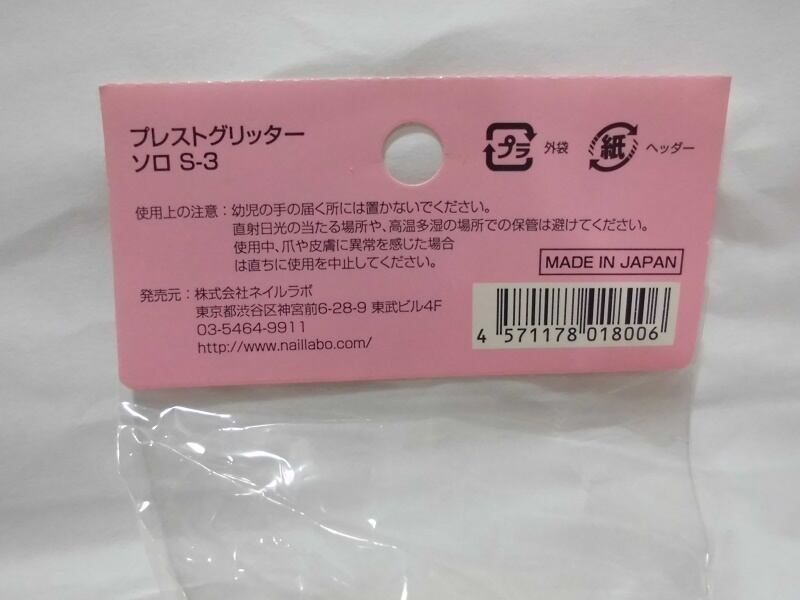 プレストグリッター
ソロ S-3
プラ 外袋 紙 ヘッダー
使用上の注意：幼児の手の届く所には置かないでください。
直射日光の当たる場所や、高温多湿の場所での保管は避けてください。
使用中、爪や皮膚に異常を感じた場合
は直ちに使用を中止してください。
MADE IN JAPAN
発売元：株式会社ネイルラボ
東京都渋谷区神宮前6-28-9 東武ビル4F
03-5464-9911
http://www.naillabo.com/
4 571178 018006